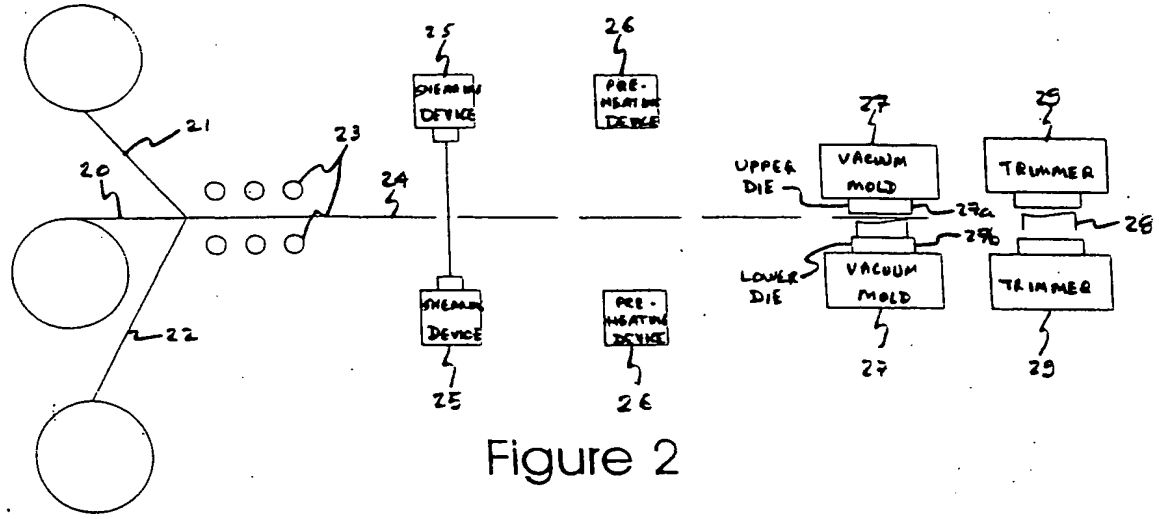 25
26
SHEARING
DEVICE
PRE-
HEATING
DEVICE
21
23
20
24
27
29
UPPER
DIE
VACUUM
MOLD
27a
TRIMMER
28
27b
LOWER
DIE
VACUUM
MOLD
TRIMMER
22
SHEARING
DEVICE
PRE-
HEATING
DEVICE
25
26
27
29
Figure 2